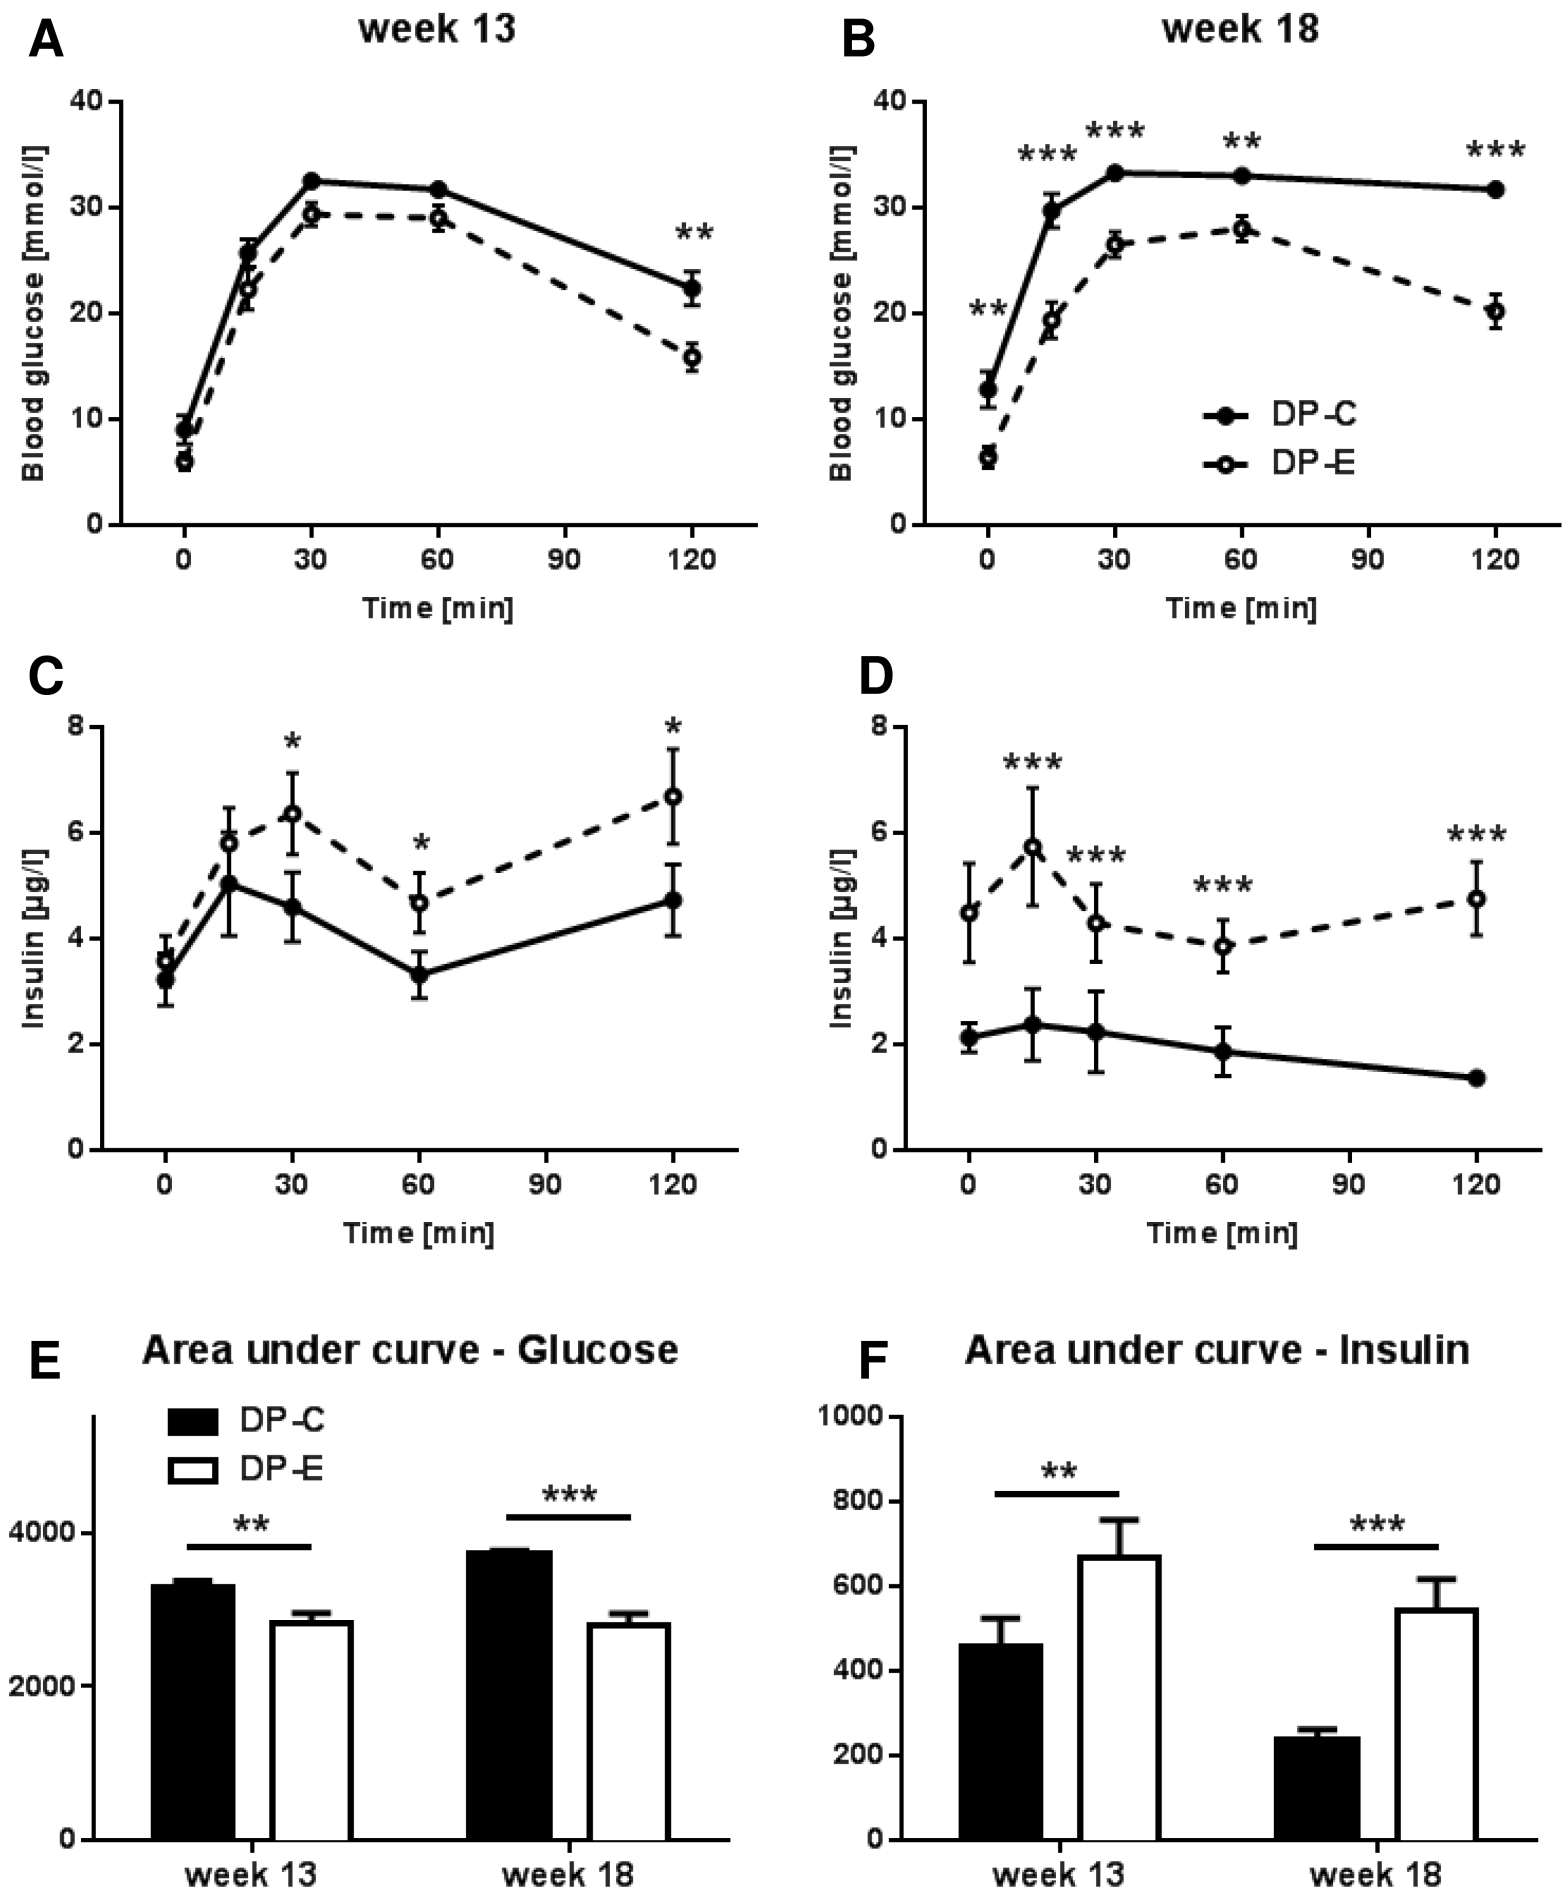 A week 13
Blood glucose [mmol/l]
40
30
20
10
0
**
0 30 60 90 120
Time [min]
B week 18
Blood glucose [mmol/l]
40
30
20
10
0
** *** *** ** ***
DP-C
DP-E
0 30 60 90 120
Time [min]
C
Insulin [µg/l]
8
6
4
2
0
* * *
0 30 60 90 120
Time [min]
D
Insulin [µg/l]
8
6
4
2
0
*** *** *** ***
0 30 60 90 120
Time [min]
E Area under curve - Glucose
DP-C
DP-E
4000
2000
0
** ***
week 13 week 18
F Area under curve - Insulin
1000
800
600
400
200
0
** ***
week 13 week 18